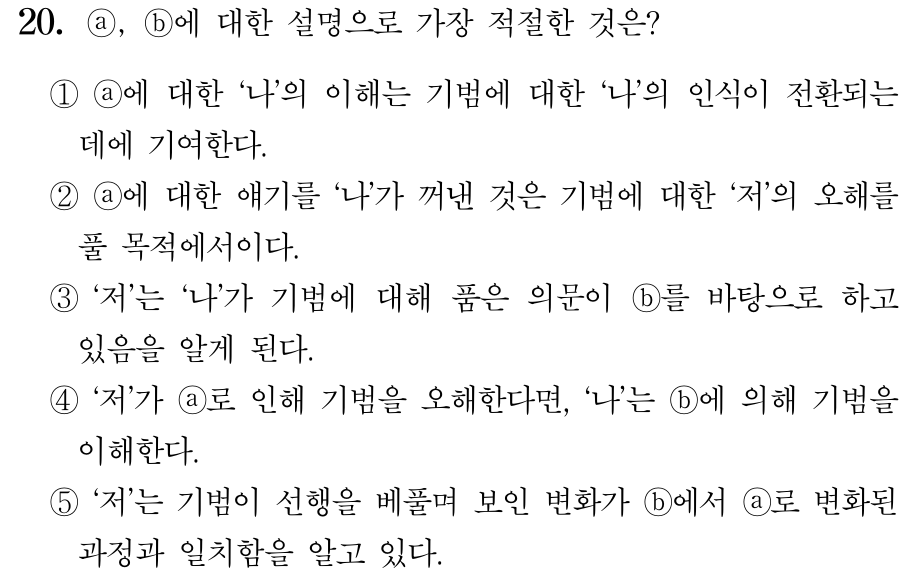 20. ⓐ, ⓑ에 대한 설명으로 가장 적절한 것은?
① ⓐ에 대한 ‘나’의 이해는 기범에 대한 ‘나’의 인식이 전환되는
데에 기여한다.
② ⓐ에 대한 얘기를 ‘나’가 꺼낸 것은 기범에 대한 ‘저’의 오해를
풀 목적에서이다.
③ ‘저’는 ‘나’가 기범에 대해 품은 의문이 ⓑ를 바탕으로 하고
있음을 알게 된다.
④ ‘저’가 ⓐ로 인해 기범을 오해한다면, ‘나’는 ⓑ에 의해 기범을
이해한다.
⑤ ‘저’는 기범이 선행을 베풀며 보인 변화가 ⓑ에서 ⓐ로 변화된
과정과 일치함을 알고 있다.